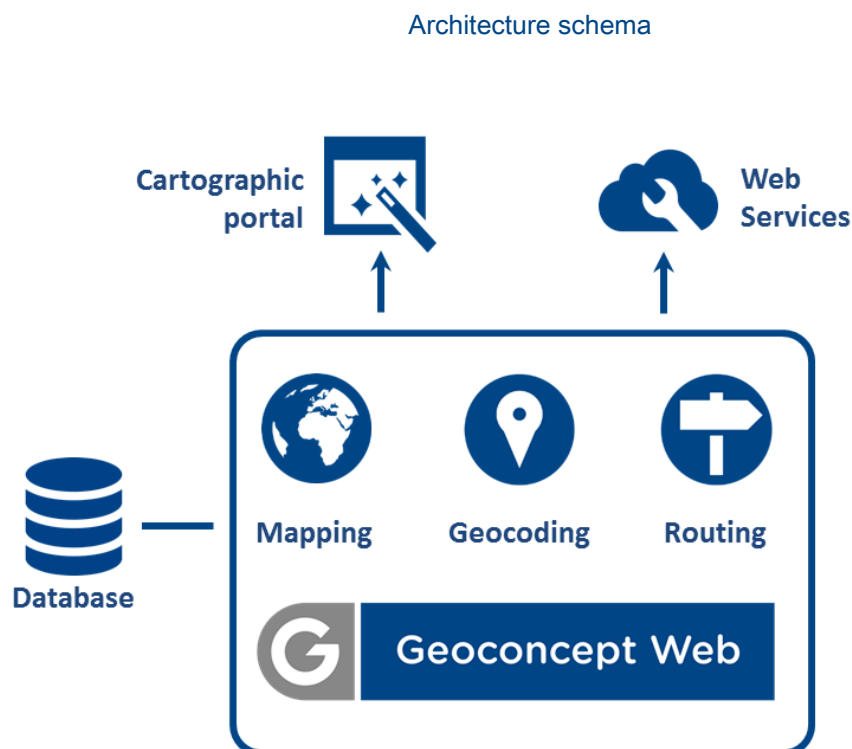 Architecture schema
Cartographic
portal
Web
Services
Mapping
Geocoding
Routing
Database
G
Geoconcept Web